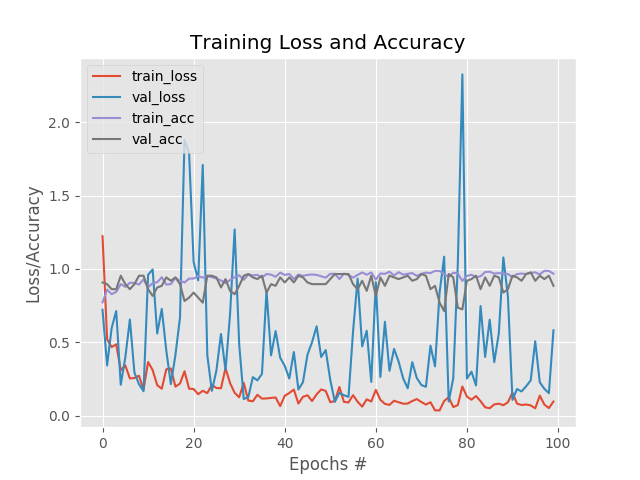 Training Loss and Accuracy
train_loss
val_loss
train_acc
val_acc
2.0
1.5
1.0
0.5
0.0
Loss/Accuracy
0 20 40 60 80 100
Epochs #